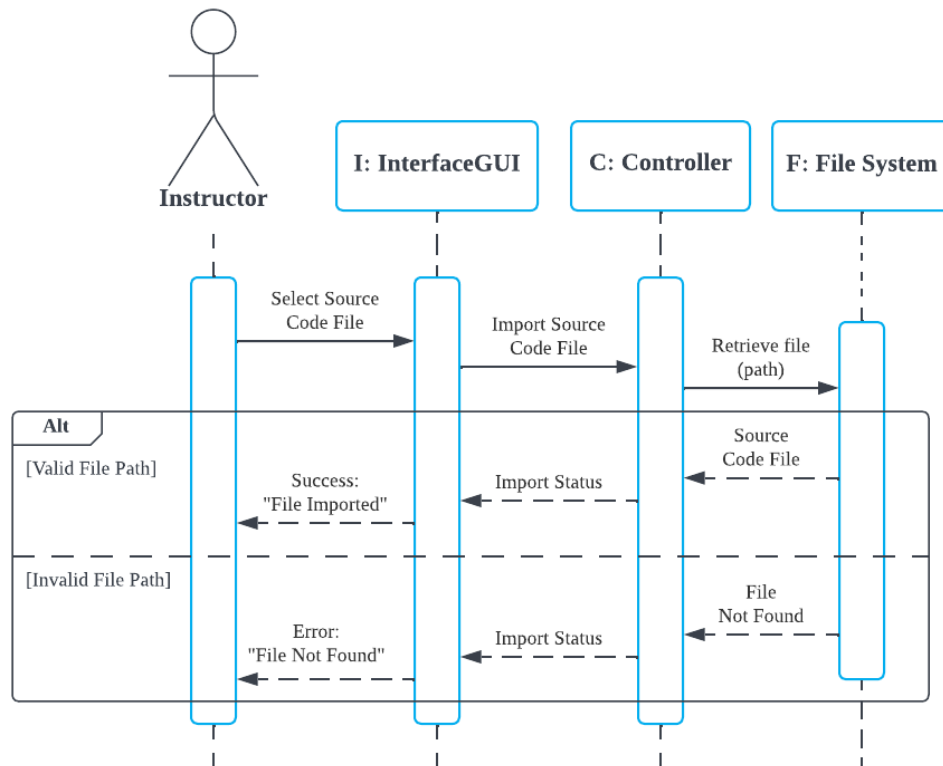 I: InterfaceGUI
C: Controller
F: File System
Instructor
Select Source
Code File
Import Source
Code File
Retrieve file
(path)
Alt
[Valid File Path]
Source
Code File
Import Status
Success:
"File Imported"
[Invalid File Path]
File
Not Found
Import Status
Error:
"File Not Found"